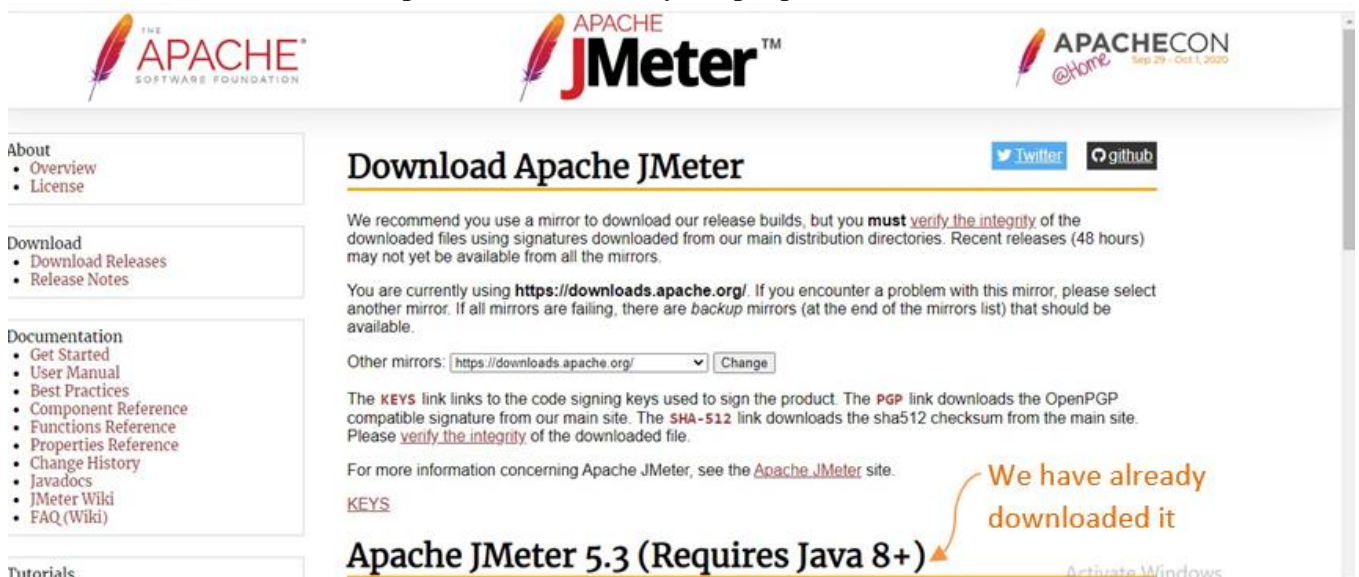 THE
APACHE®
SOFTWARE FOUNDATION
APACHE
JMeter™
APACHECON
@Home
Sep 29 - Oct 1, 2020
About
• Overview
• License
Download
• Download Releases
• Release Notes
Documentation
• Get Started
• User Manual
• Best Practices
• Component Reference
• Functions Reference
• Properties Reference
• Change History
• Javadocs
• JMeter Wiki
• FAQ (Wiki)
Tutorials
Download Apache JMeter
Twitter
github
We recommend you use a mirror to download our release builds, but you must verify the integrity of the
downloaded files using signatures downloaded from our main distribution directories. Recent releases (48 hours)
may not yet be available from all the mirrors.
You are currently using https://downloads.apache.org/. If you encounter a problem with this mirror, please select
another mirror. If all mirrors are failing, there are backup mirrors (at the end of the mirrors list) that should be
available.
Other mirrors: https://downloads.apache.org/ Change
The KEYS link links to the code signing keys used to sign the product. The PGP link downloads the OpenPGP
compatible signature from our main site. The SHA-512 link downloads the sha512 checksum from the main site.
Please verify the integrity of the downloaded file.
For more information concerning Apache JMeter, see the Apache JMeter site.
KEYS
We have already
downloaded it
Apache JMeter 5.3 (Requires Java 8+)
Activate Windows